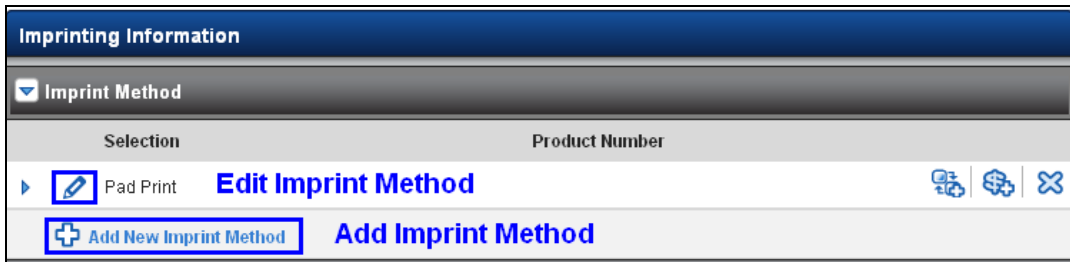 Imprinting Information
Imprint Method
Selection Product Number
Pad Print Edit Imprint Method
Add New Imprint Method Add Imprint Method